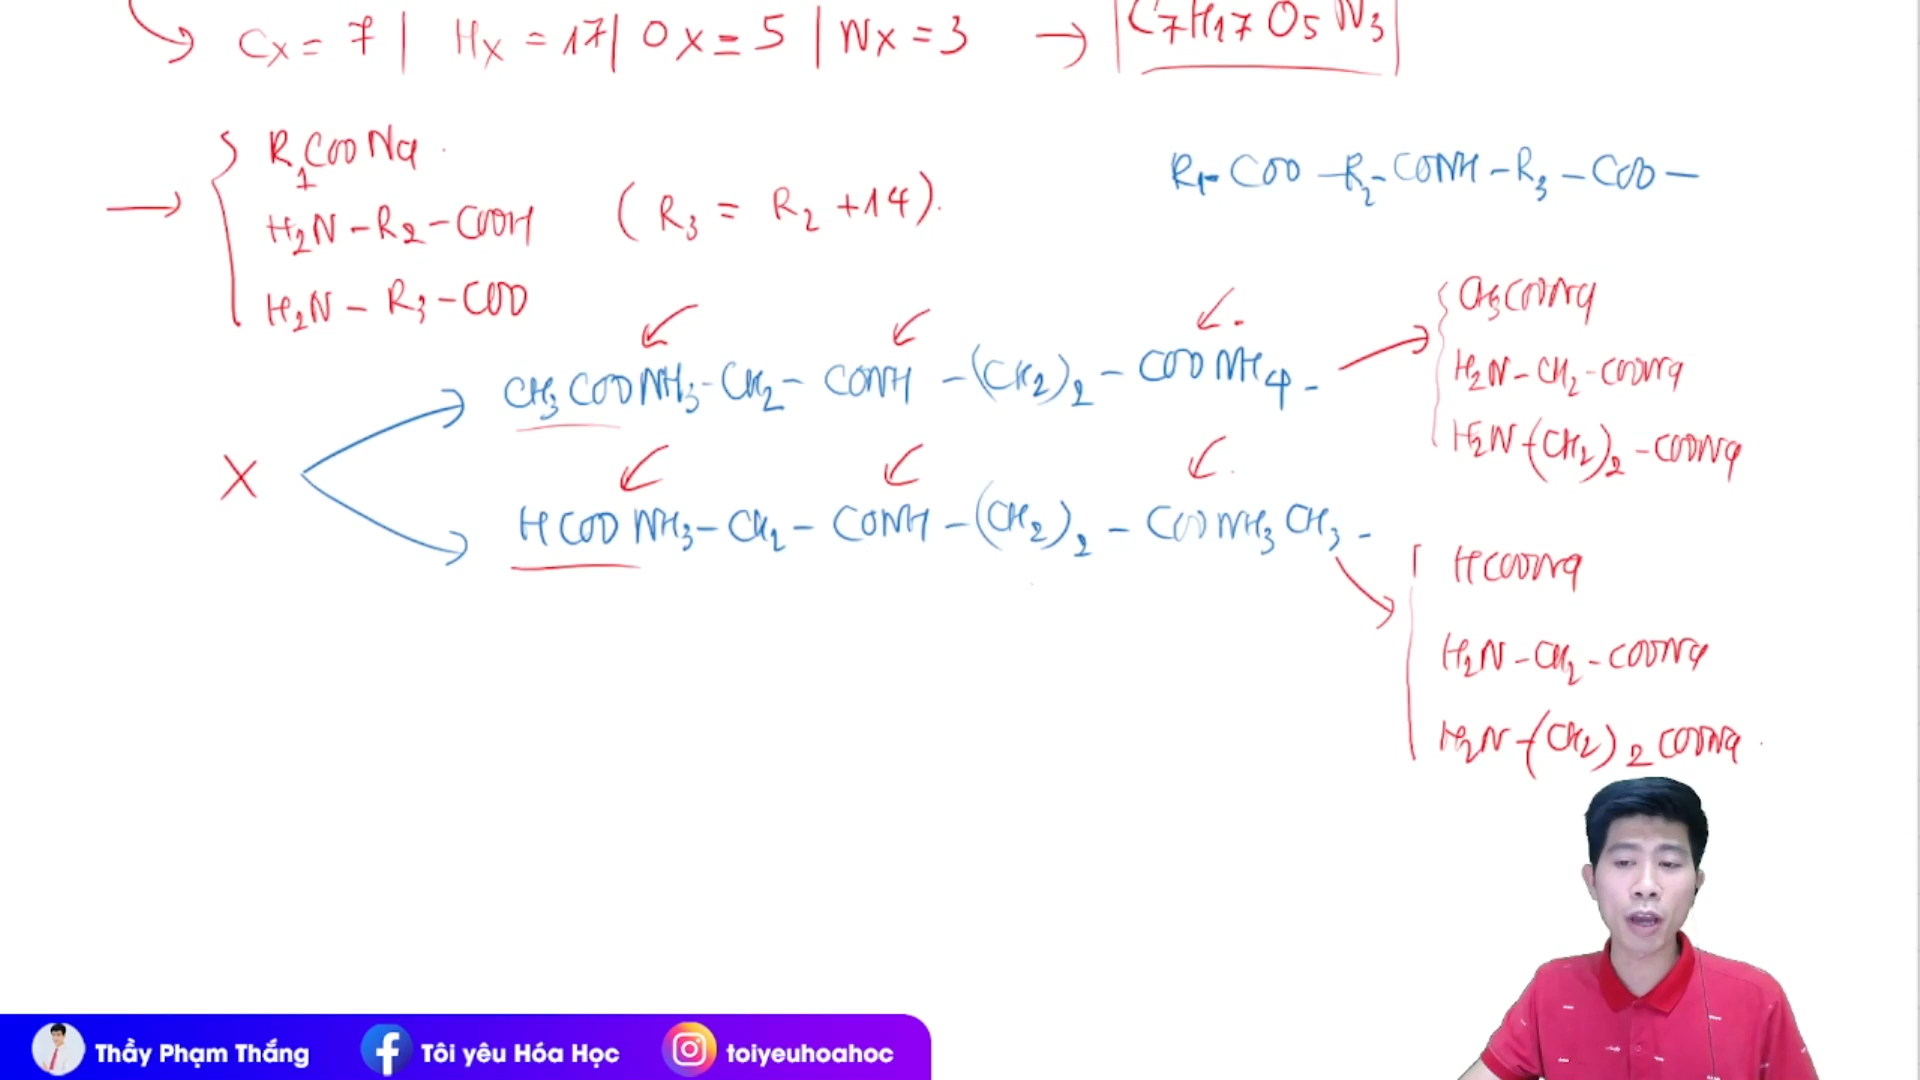 Cx = 7 | Hx = 17 | Ox = 5 | Nx = 3 → C7H17O5N3
R1COONa
R1-COO-R2-CONH-R3-COO-
H2N-R2-COOH (R3 = R2 +14).
H2N-R3-COO
CH3COONa
CH3COONH3-CH2-CONH-(CH2)2-COONH4-
H2N-CH2-COONa
H2N-(CH2)2-COONa
X
HCOONH3-CH2-CONH-(CH2)2-COONH3CH3-
HCOONa
H2N-CH2-COONa
H2N-(CH2)2COONa
Thầy Phạm Thắng Tôi yêu Hóa Học toiyeuhoahoc